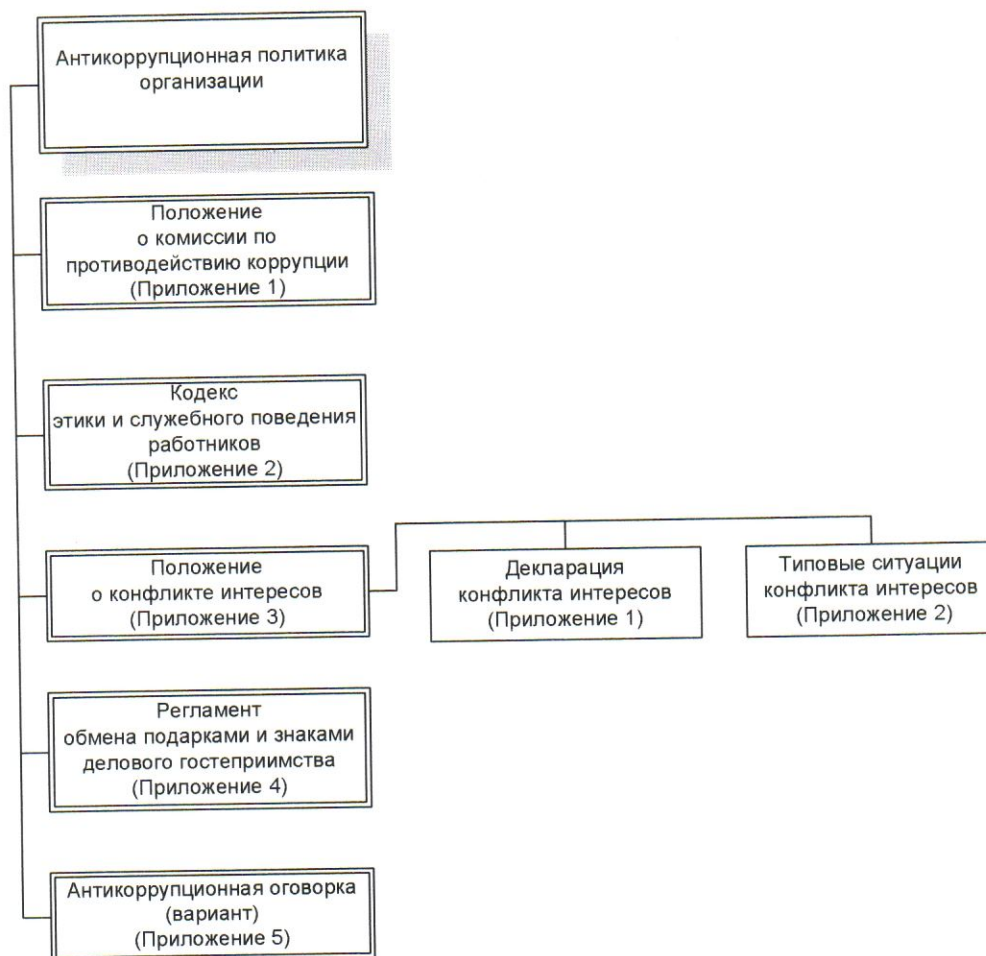 Антикоррупционная политика
организации
Положение
о комиссии по
противодействию коррупции
(Приложение 1)
Кодекс
этики и служебного поведения
работников
(Приложение 2)
Положение
о конфликте интересов
(Приложение 3)
Декларация
конфликта интересов
(Приложение 1)
Типовые ситуации
конфликта интересов
(Приложение 2)
Регламент
обмена подарками и знаками
делового гостеприимства
(Приложение 4)
Антикоррупционная оговорка
(вариант)
(Приложение 5)